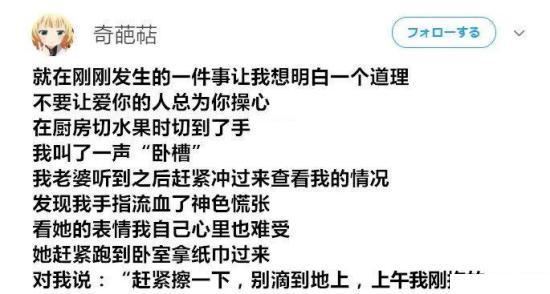 奇葩菇
フォローする
就在刚刚发生的一件事让我想明白一个道理
不要让爱你的人总为你操心
在厨房切水果时切到了手
我叫了一声“卧槽”
我老婆听到之后赶紧冲过来查看我的情况
发现我手指流血了神色慌张
看她的表情我自己心里也难受
她赶紧跑到卧室拿纸巾过来
对我说：“赶紧擦一下，别滴到地上，上午我刚